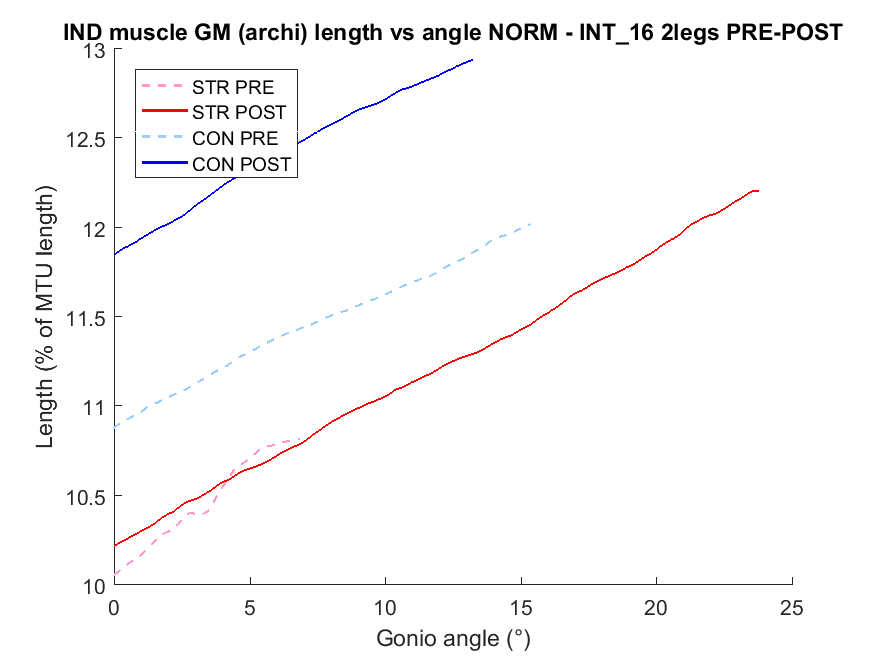 IND muscle GM (archi) length vs angle NORM - INT_16 2legs PRE-POST
13
12.5
12
11.5
11
10.5
10
Length (% of MTU length)
STR PRE
STR POST
CON PRE
CON POST
0 5 10 15 20 25
Gonio angle (°)